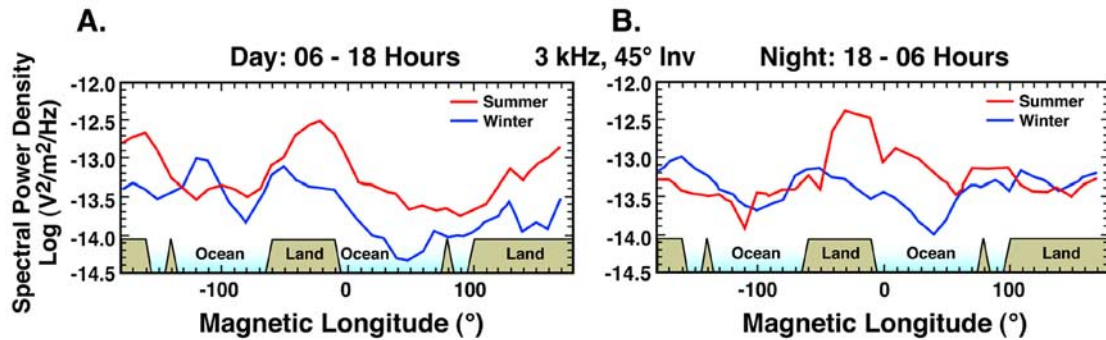 A.
B.
Day: 06 - 18 Hours
3 kHz, 45° Inv
Night: 18 - 06 Hours
Spectral Power Density
Log (V²/m²/Hz)
-12.0
-12.5
-13.0
-13.5
-14.0
-14.5
Summer
Winter
Ocean
Land
Ocean
Land
-100
0
100
Magnetic Longitude (°)
-12.0
-12.5
-13.0
-13.5
-14.0
-14.5
Summer
Winter
Ocean
Land
Ocean
Land
-100
0
100
Magnetic Longitude (°)